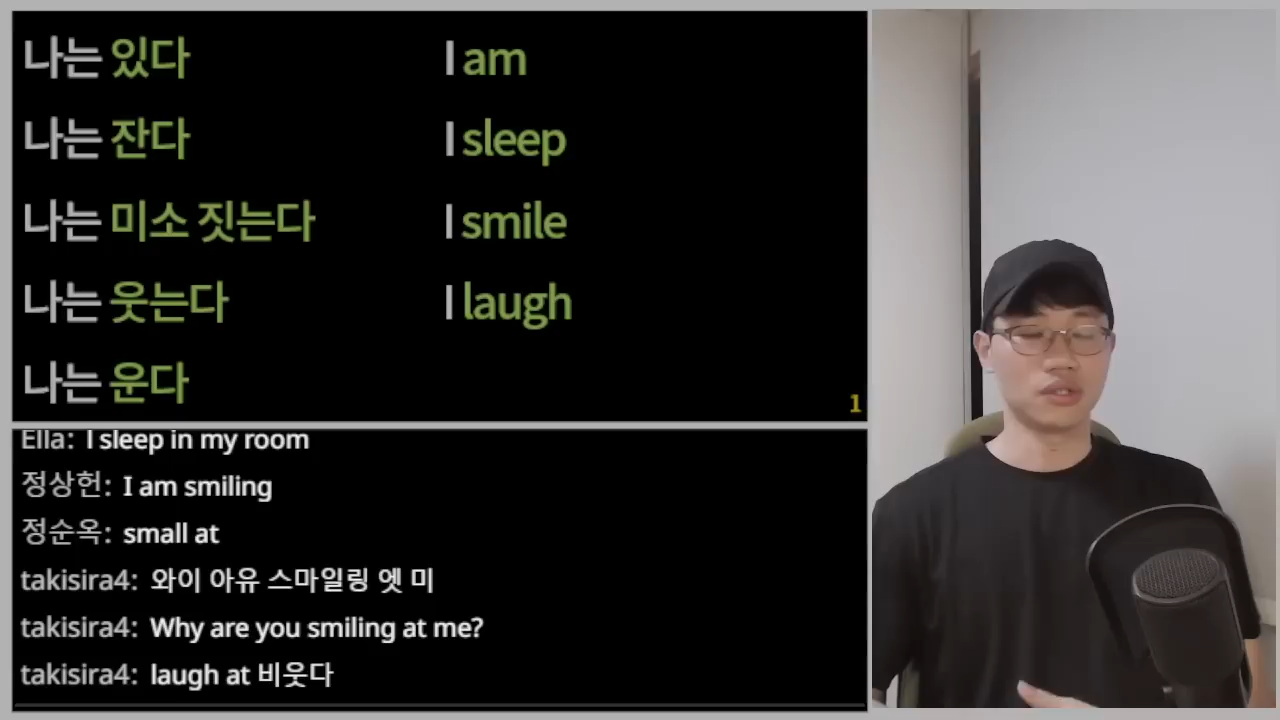 나는 있다 I am
나는 잔다 I sleep
나는 미소 짓는다 I smile
나는 웃는다 I laugh
나는 운다
1
Ella: I sleep in my room
정상헌: I am smiling
정순옥: small at
takisira4: 와이 아유 스마일링 엣 미
takisira4: Why are you smiling at me?
takisira4: laugh at 비웃다